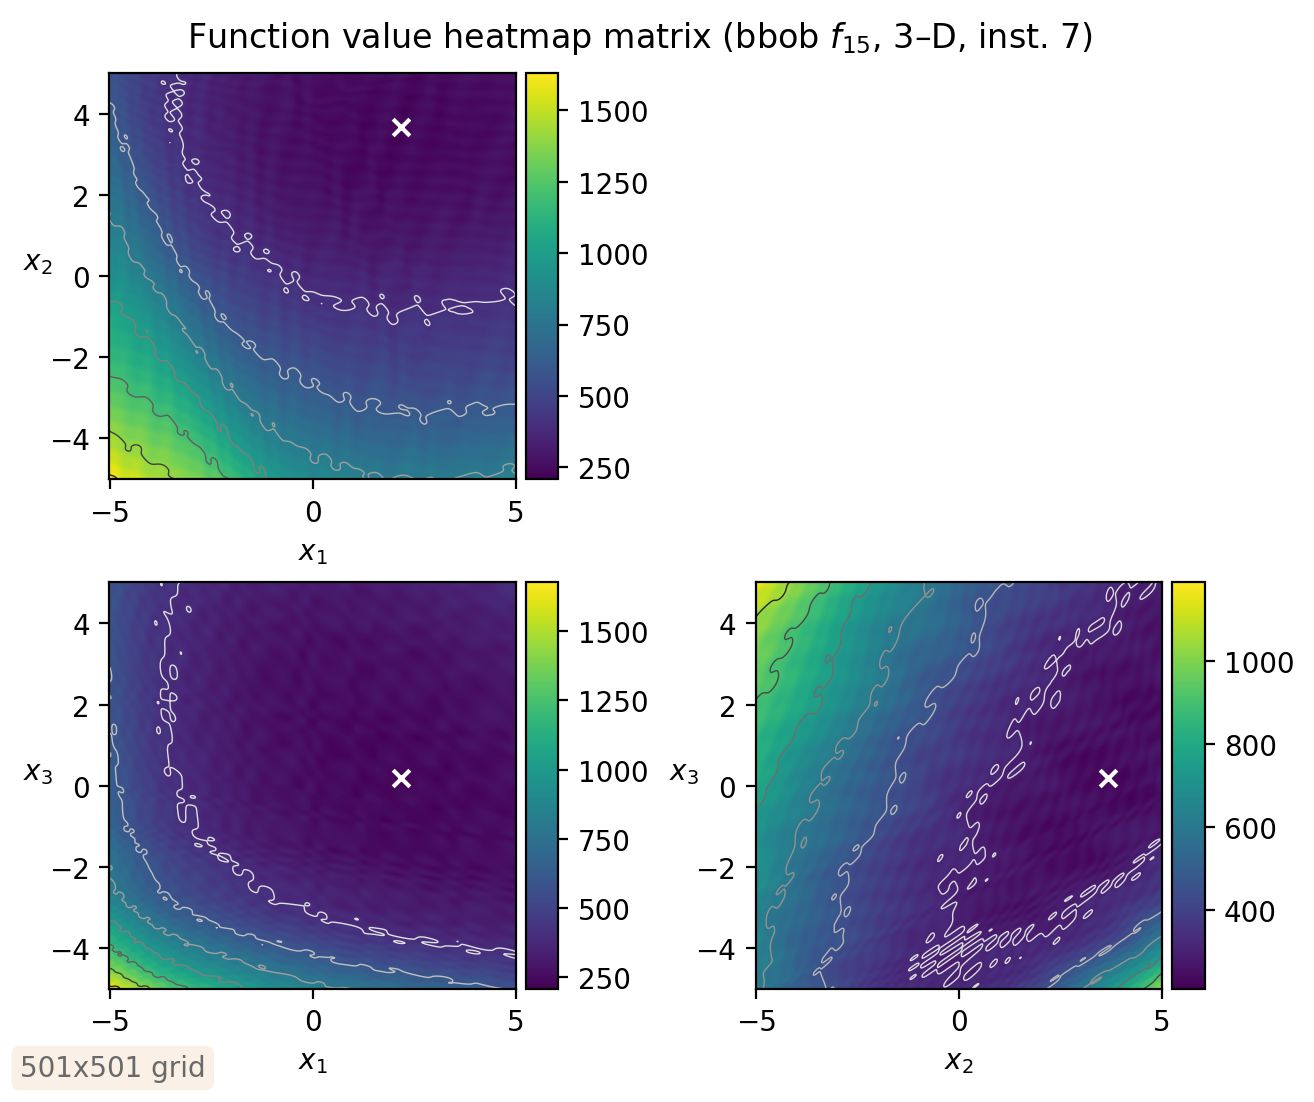 Function value heatmap matrix (bbob f₁₅, 3–D, inst. 7)
4
2
0
−2
−4
x₂
−5 0 5
x₁
1500
1250
1000
750
500
250
4
2
0
−2
−4
x₃
−5 0 5
x₁
1500
1250
1000
750
500
250
4
2
0
−2
−4
x₃
−5 0 5
x₂
1000
800
600
400
501x501 grid